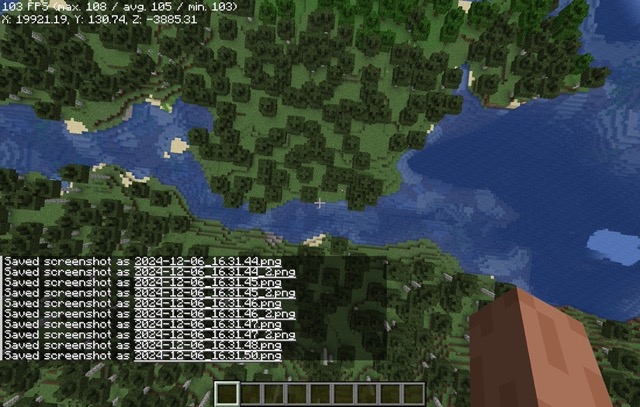 103 FPS (max. 108 / avg. 105 / min. 103)
X: 19921.19, Y: 130.74, Z: -3885.31
Saved screenshot as 2024-12-06_16.31.44.png
Saved screenshot as 2024-12-06_16.31.44_2.png
Saved screenshot as 2024-12-06_16.31.45.png
Saved screenshot as 2024-12-06_16.31.45_2.png
Saved screenshot as 2024-12-06_16.31.46.png
Saved screenshot as 2024-12-06_16.31.46_2.png
Saved screenshot as 2024-12-06_16.31.47.png
Saved screenshot as 2024-12-06_16.31.47_2.png
Saved screenshot as 2024-12-06_16.31.48.png
Saved screenshot as 2024-12-06_16.31.50.png